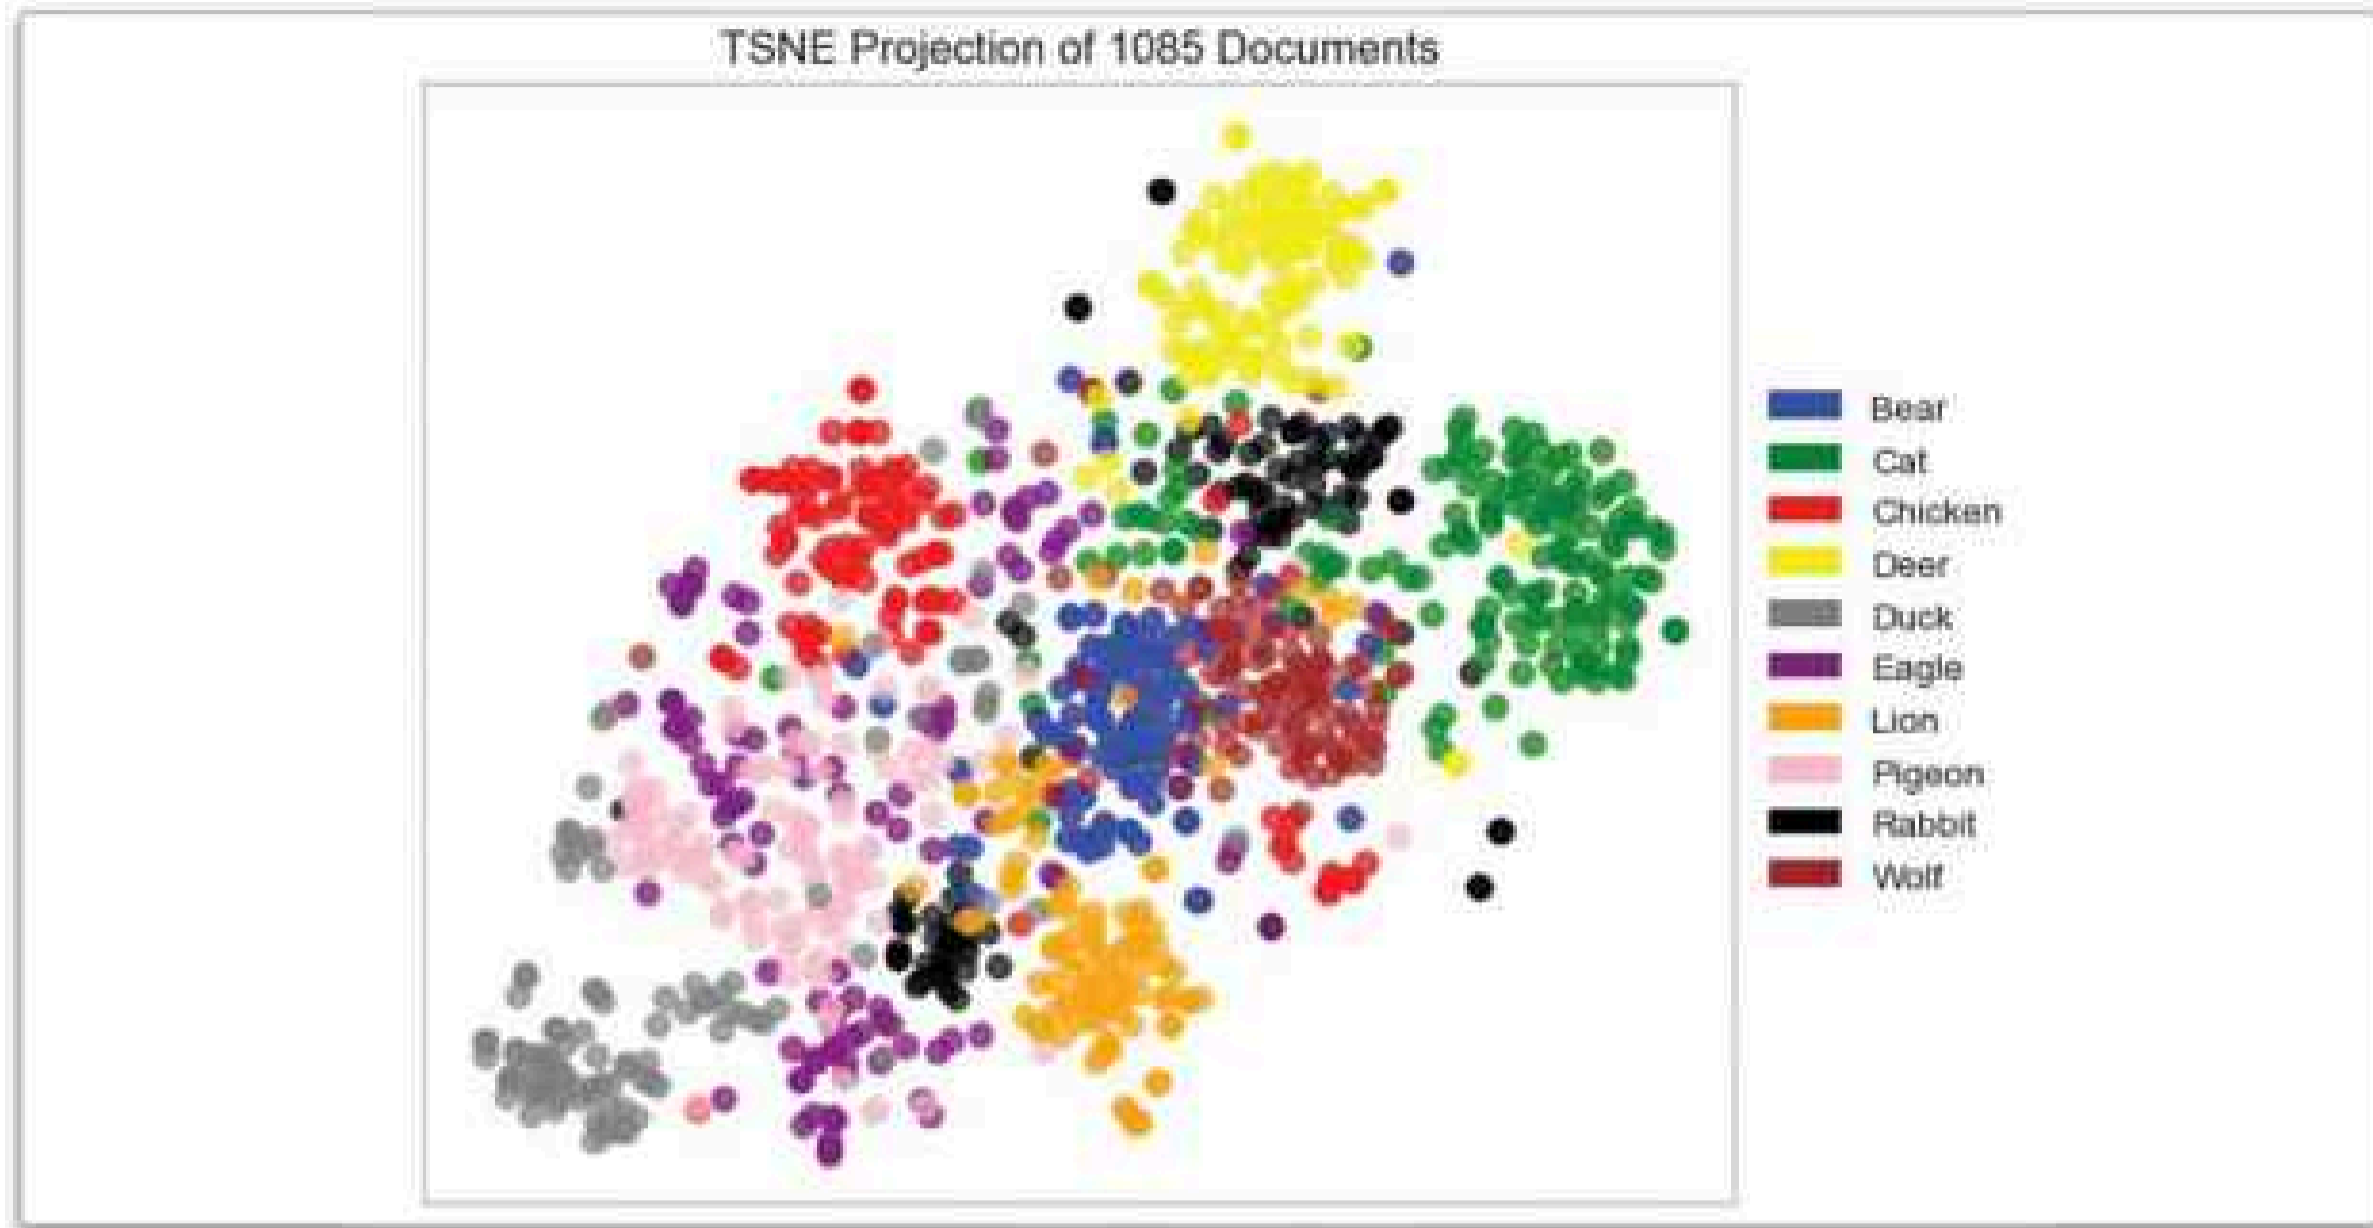 TSNE Projection of 1085 Documents
Bear
Cat
Chicken
Deer
Duck
Eagle
Lion
Pigeon
Rabbit
Wolf